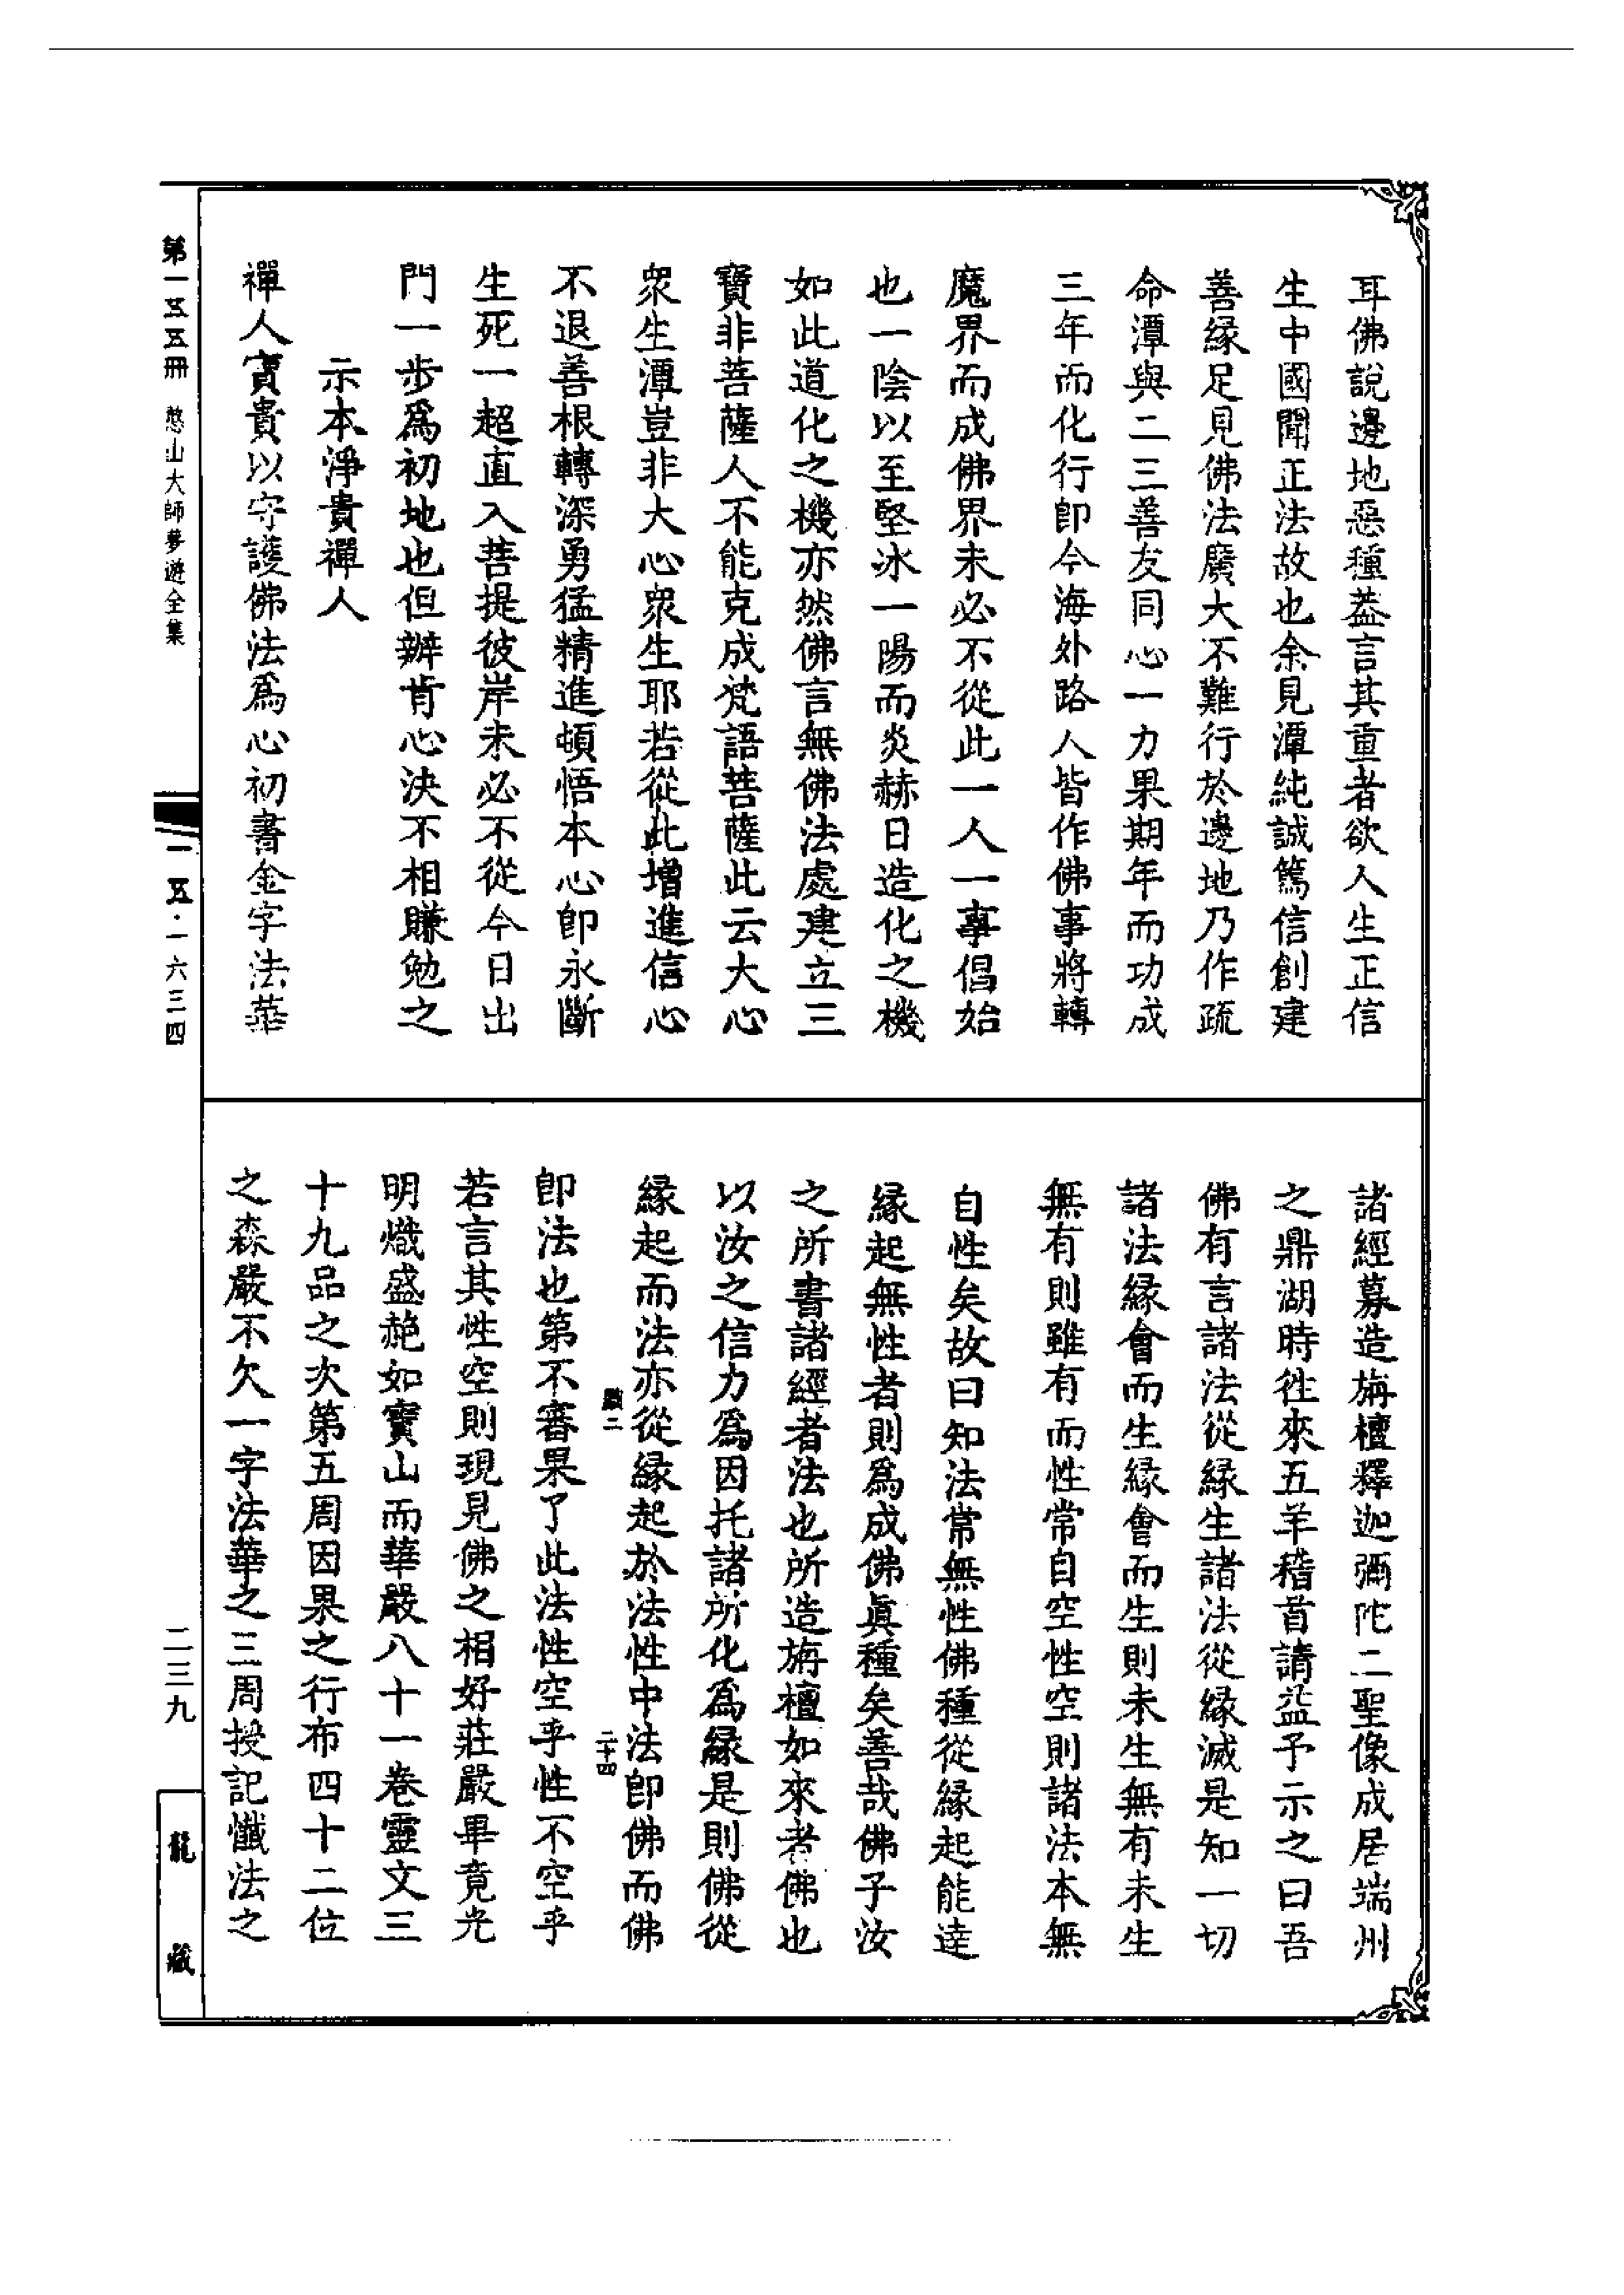 耳佛說邊地惡種葢言其重者欲人生正信
生中國聞正法故也余見潭純誠篤信創建
善縁足見佛法廣大不難行於邊地乃作疏
命潭與二三善友同心一力果期年而功成
三年而化行卽今海外路人皆作佛事將轉
魔界而成佛界未必不從此一人一事倡始
也一陰以至堅冰一陽而炎赫日造化之機
如此道化之機亦然佛言無佛法處建立三
寶非菩薩人不能克成梵語菩薩此云大心
衆生潭豈非大心衆生耶若從此增進信心
不退善根轉深勇猛精進頓悟本心卽永斷
生死一超直入菩提彼岸未必不從今日出
門一步爲初地也但辦肯心決不相賺勉之
示本淨貴禪人
禪人實貴以守護佛法爲心初書金字法華
諸經募造旃檀釋迦彌陀二聖像成居端州
之鼎湖時徃來五羊稽首請益予示之曰吾
佛有言諸法從縁生諸法從縁滅是知一切
諸法縁會而生縁會而生則未生無有未生
無有則雖有而性常自空性空則諸法本無
自性矣故曰知法常無性佛種從縁起能達
縁起無性者則爲成佛眞種矣善哉佛子汝
之所書諸經者法也所造旃檀如來者佛也
以汝之信力爲因托諸所化爲縁是則佛從
縁起而法亦從縁起於法性中法卽佛而佛
二十四
卽法也第不審果了此法性空乎性不空乎
若言其性空則現見佛之相好莊嚴畢竟光
明熾盛赩如寶山而華嚴八十一卷靈文三
十九品之次第五周因果之行布四十二位
之森嚴不欠一字法華之三周授記懺法之
第一五五冊 憨山大師夢遊全集
一五五·一六三四
二三九
龍藏